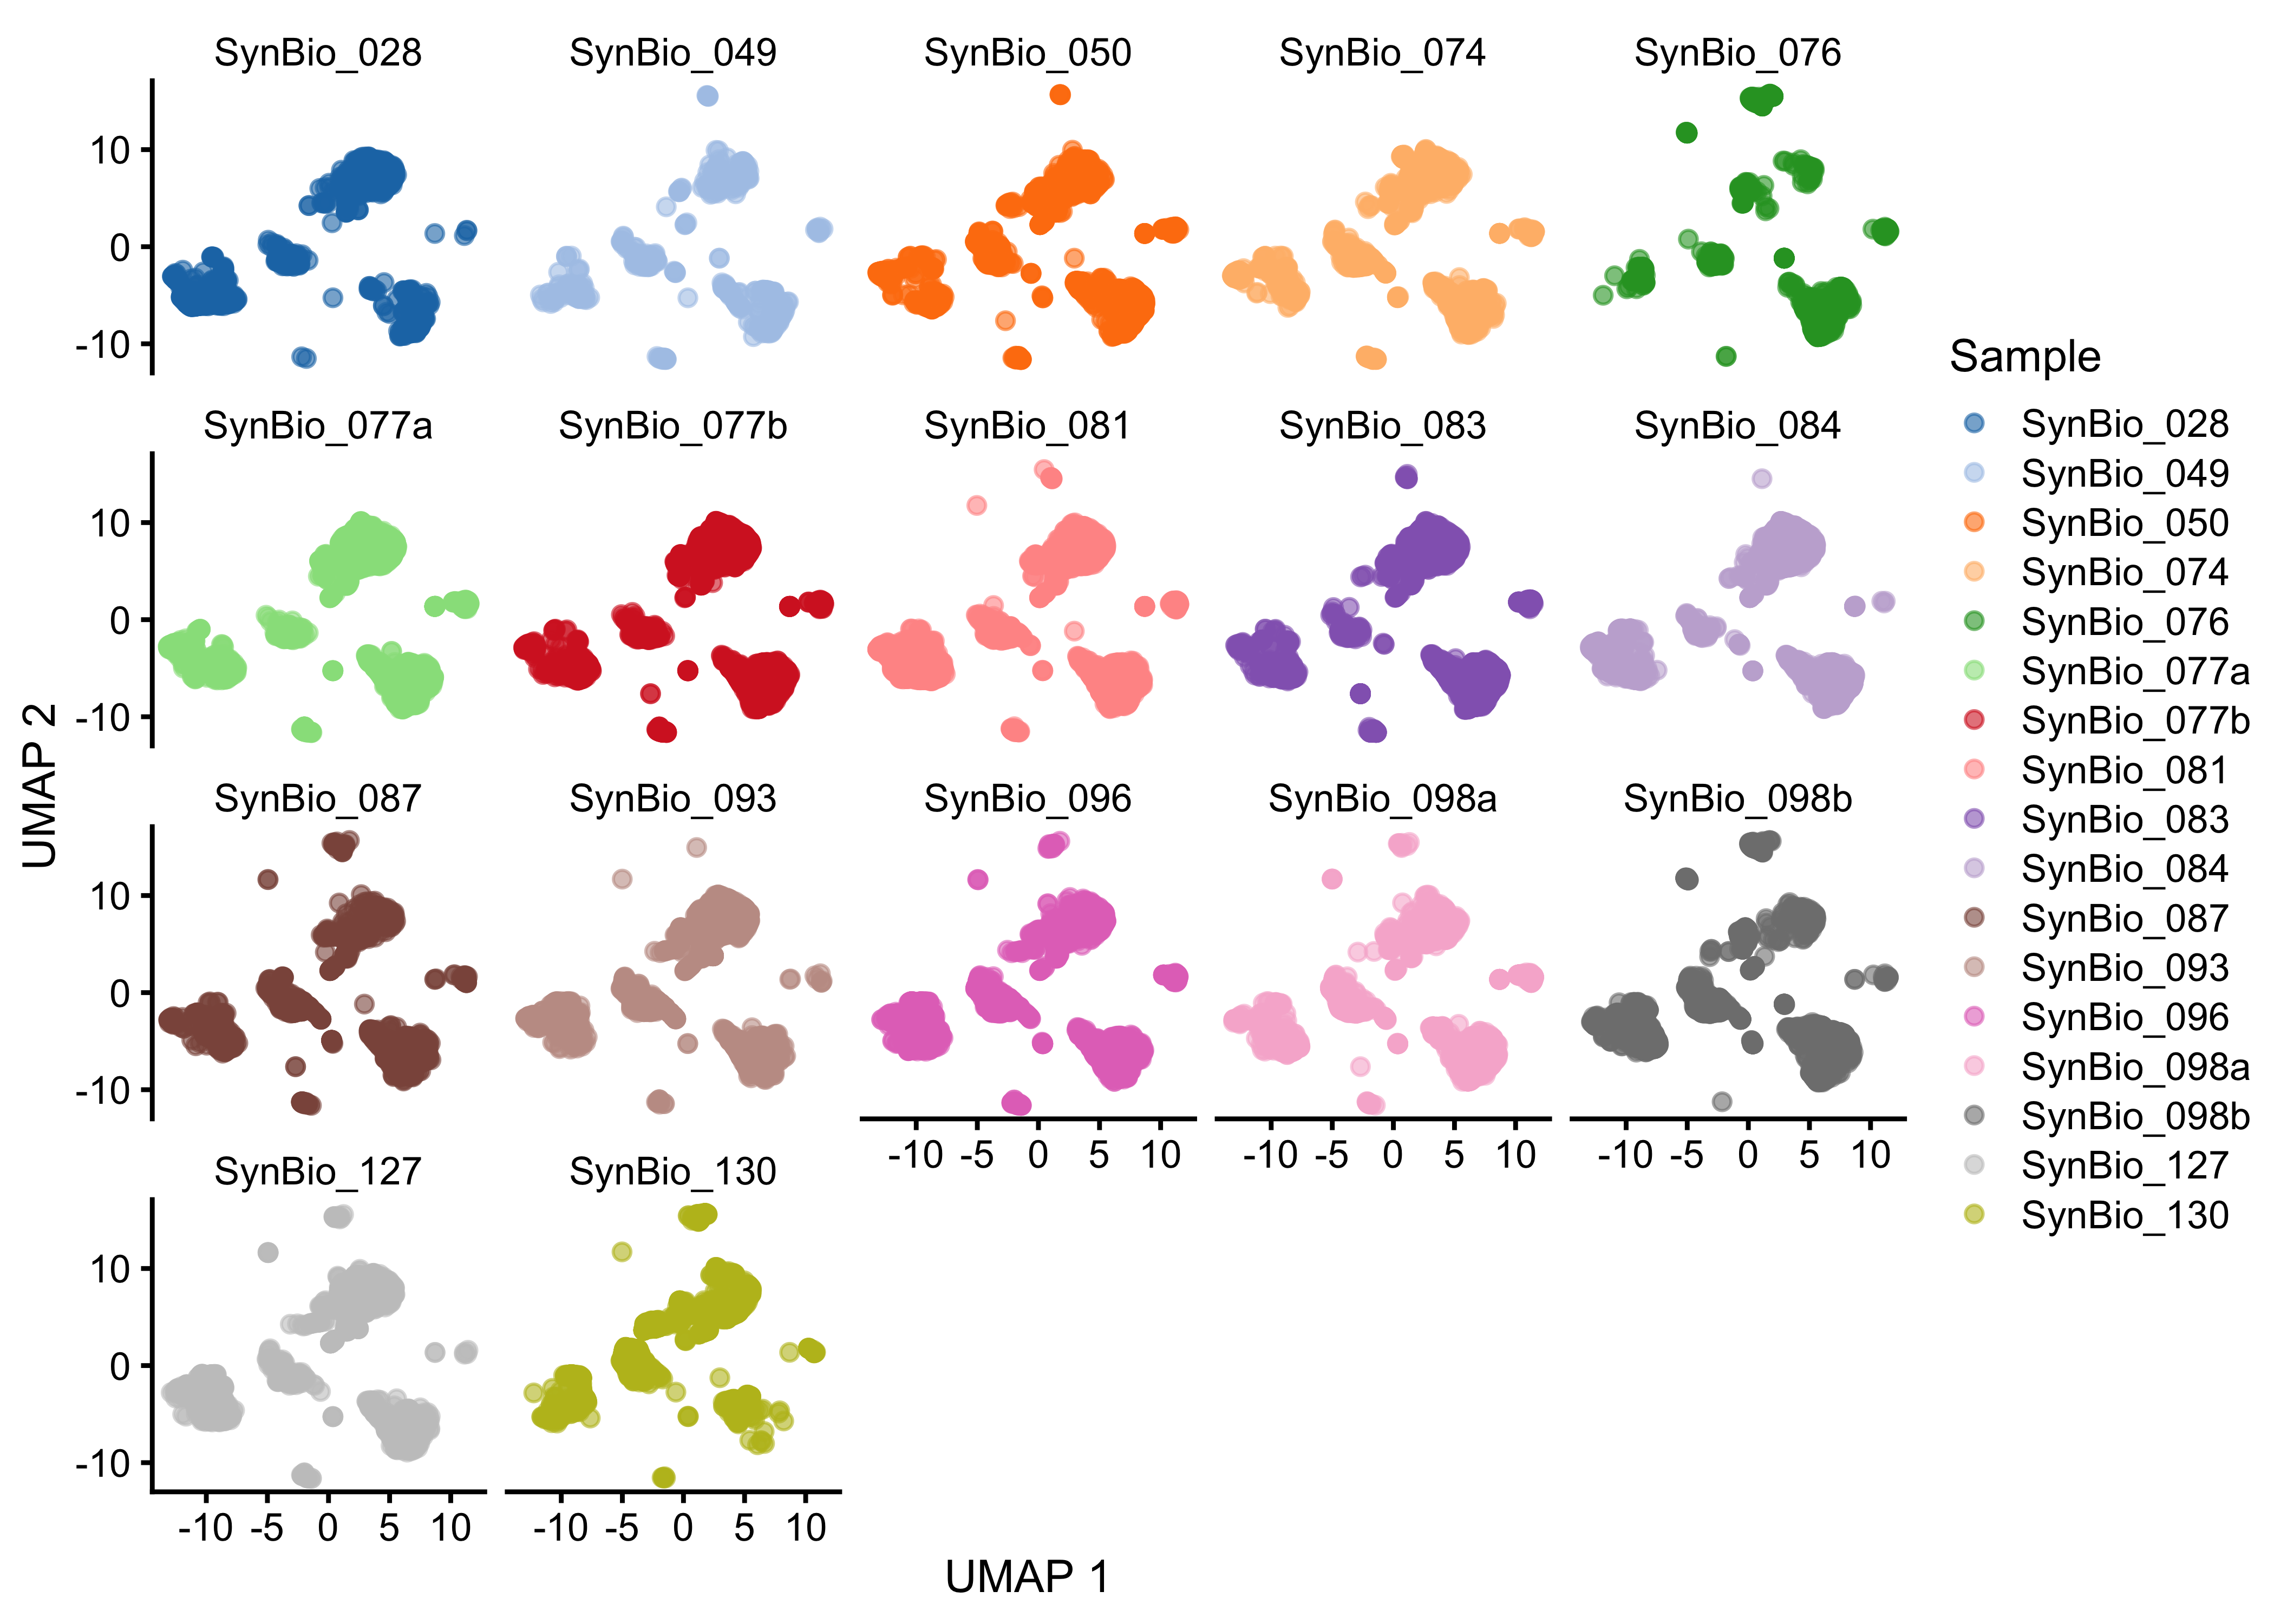 SynBio_028 SynBio_049 SynBio_050 SynBio_074 SynBio_076
10
0
-10
SynBio_077a SynBio_077b SynBio_081 SynBio_083 SynBio_084
10
0
-10
SynBio_087 SynBio_093 SynBio_096 SynBio_098a SynBio_098b
10
0
-10
-10 -5 0 5 10 -10 -5 0 5 10 -10 -5 0 5 10
SynBio_127 SynBio_130
10
0
-10
-10 -5 0 5 10 -10 -5 0 5 10
UMAP 1
UMAP 2
Sample
SynBio_028
SynBio_049
SynBio_050
SynBio_074
SynBio_076
SynBio_077a
SynBio_077b
SynBio_081
SynBio_083
SynBio_084
SynBio_087
SynBio_093
SynBio_096
SynBio_098a
SynBio_098b
SynBio_127
SynBio_130